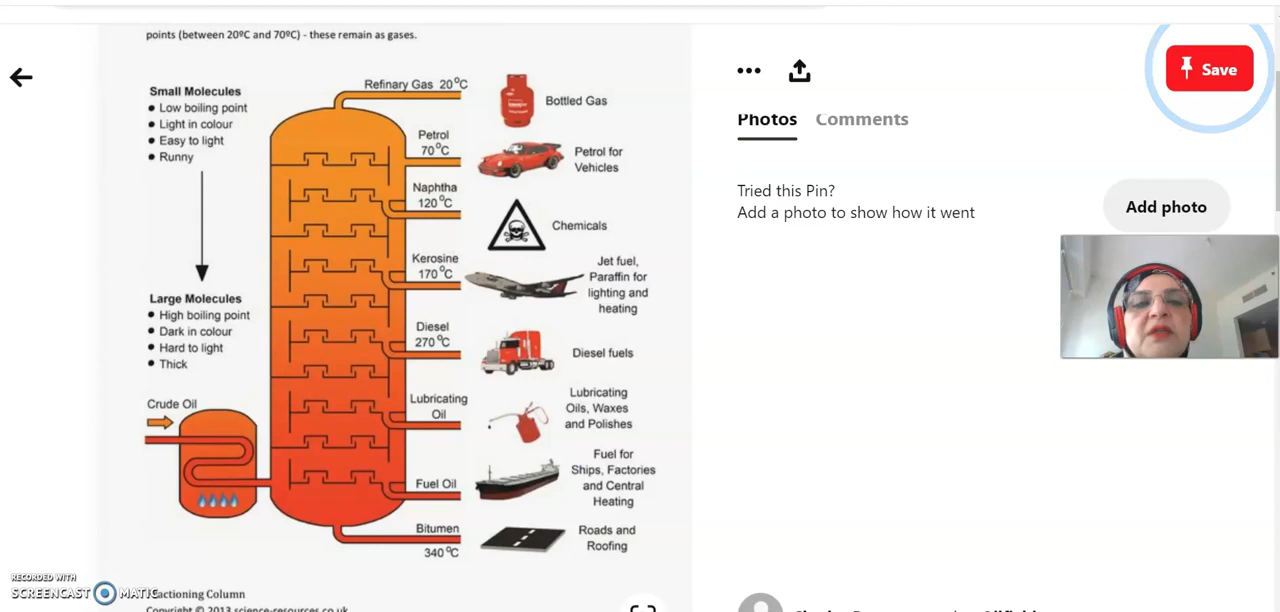 points (between 20ºC and 70ºC) - these remain as gases.
Small Molecules
• Low boiling point
• Light in colour
• Easy to light
• Runny
Large Molecules
• High boiling point
• Dark in colour
• Hard to light
• Thick
Crude Oil
Refinary Gas 20°C
Bottled Gas
Petrol
70°C
Petrol for
Vehicles
Naphtha
120°C
Chemicals
Kerosine
170°C
Jet fuel,
Paraffin for
lighting and
heating
Diesel
270°C
Diesel fuels
Lubricating
Oil
Lubricating
Oils, Waxes
and Polishes
Fuel Oil
Fuel for
Ships, Factories
and Central
Heating
Bitumen
340°C
Roads and
Roofing
Fractioning Column
Copyright © 2013 science-resources.co.uk
RECORDED WITH
SCREENCAST MATIC
Save
Photos Comments
Tried this Pin?
Add a photo to show how it went
Add photo